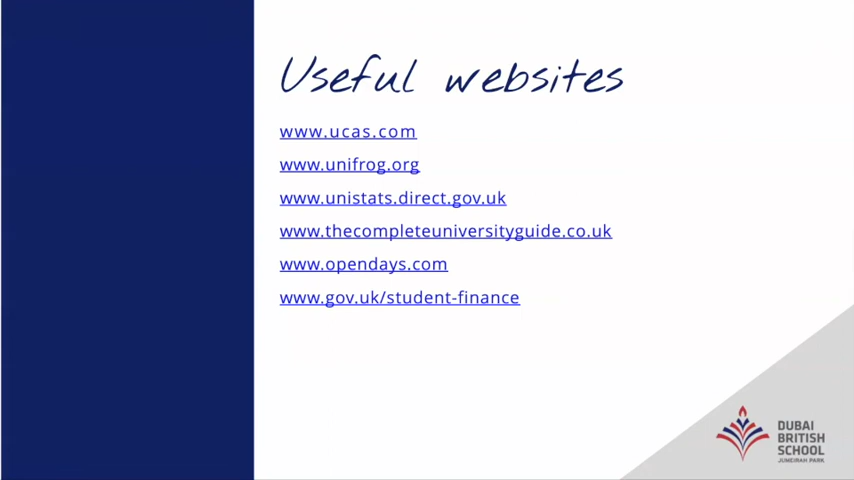 Useful websites
www.ucas.com
www.unifrog.org
www.unistats.direct.gov.uk
www.thecompleteuniversityguide.co.uk
www.opendays.com
www.gov.uk/student-finance
DUBAI
BRITISH
SCHOOL
JUMEIRAH PARK